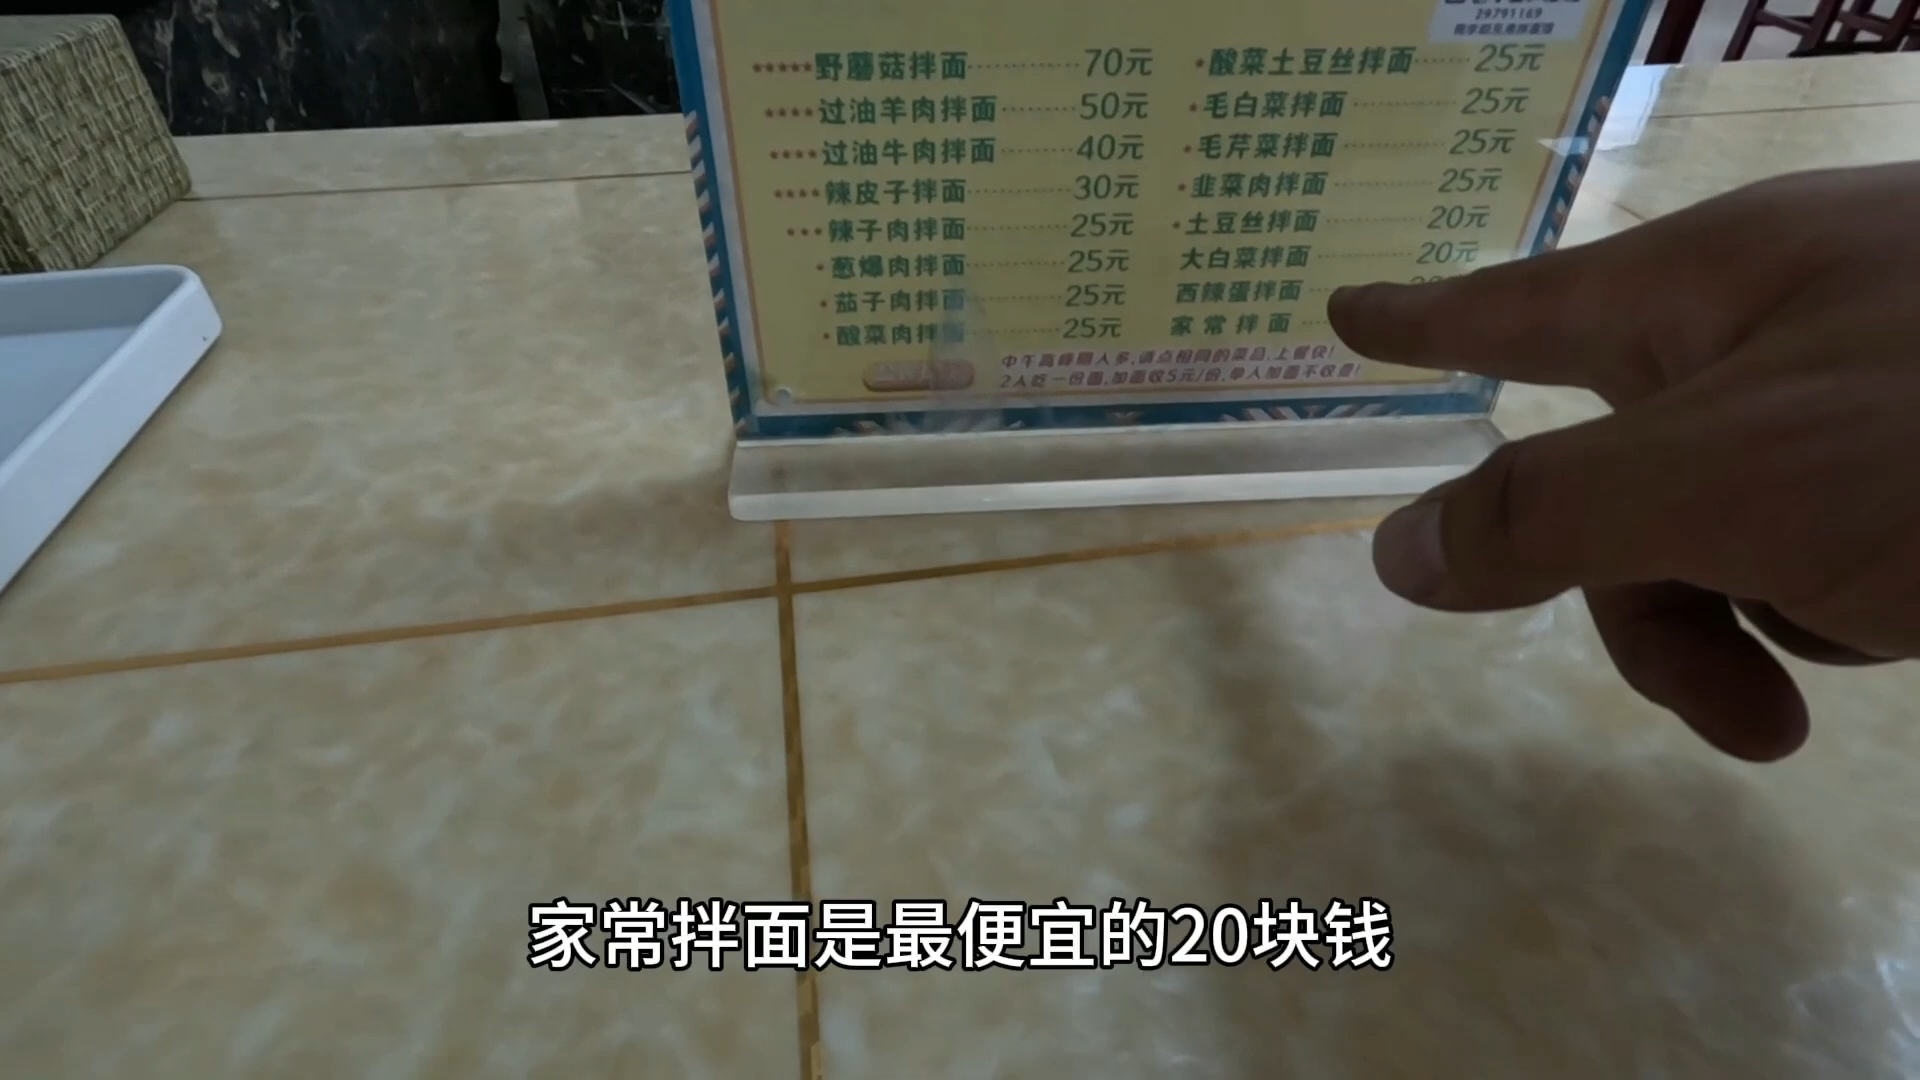 29791169
*****野蘑菇拌面············70元
****过油羊肉拌面·········50元
****过油牛肉拌面·········40元
****辣皮子拌面············30元
***辣子肉拌面············25元
*葱爆肉拌面············25元
*茄子肉拌面············25元
*酸菜肉拌面············25元
*酸菜土豆丝拌面······25元
*毛白菜拌面············25元
*毛芹菜拌面············25元
*韭菜肉拌面············25元
*土豆丝拌面············20元
大白菜拌面············20元
西辣蛋拌面
家常拌面
中午高峰期人多,请点相同的菜品,上餐快!
2人吃一份面,加面收5元/份,单人加面不收费!
家常拌面是最便宜的20块钱